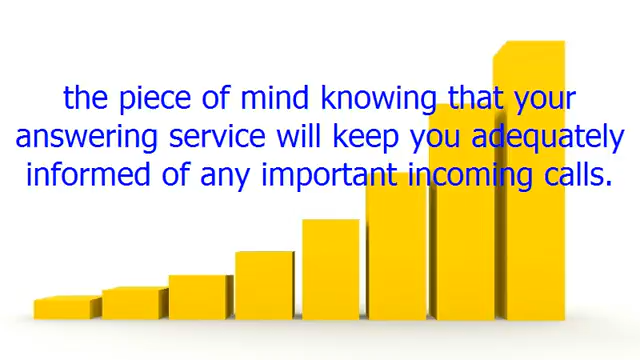 the piece of mind knowing that your
answering service will keep you adequately
informed of any important incoming calls.